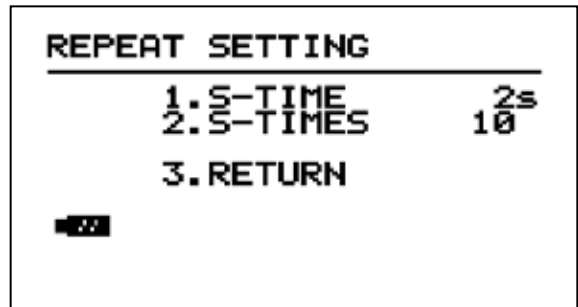 REPEAT SETTING
1.S-TIME 2s
2.S-TIMES 10
3.RETURN